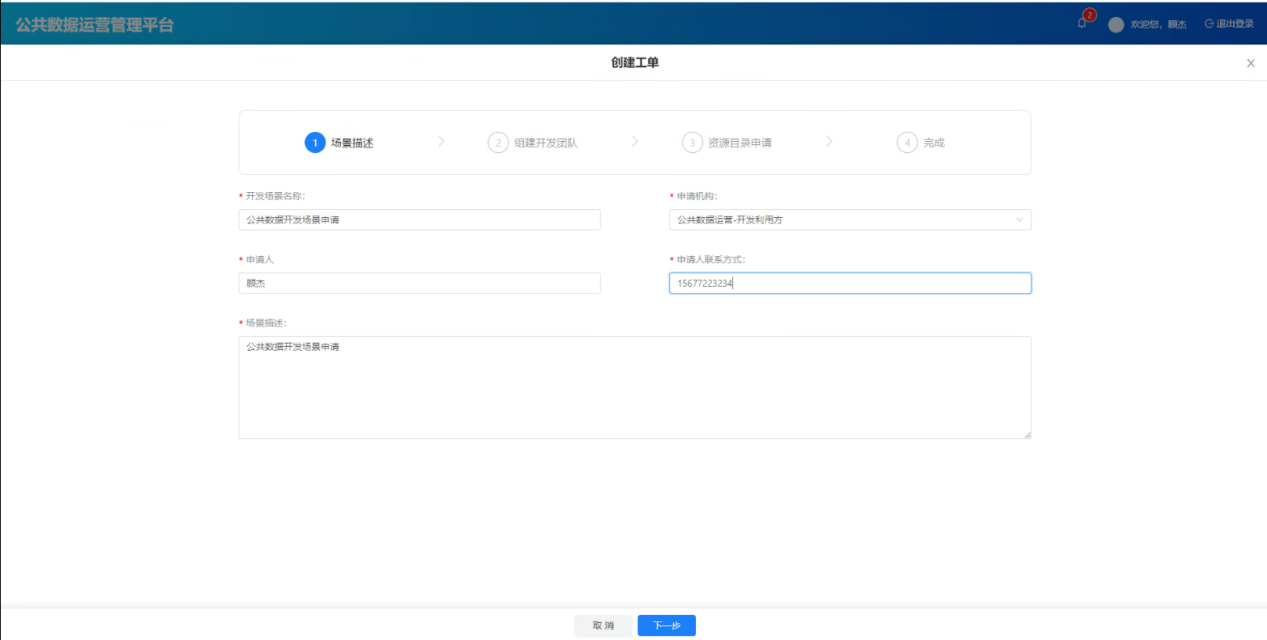 公共数据运营管理平台
2
欢迎您，顾杰
退出登录
创建工单
1 场景描述
2 组建开发团队
3 资源目录申请
4 完成
* 开发场景名称：
* 申请机构：
公共数据开发场景申请
公共数据运营-开发利用方
* 申请人
* 申请人联系方式：
顾杰
15677223234
* 场景描述：
公共数据开发场景申请
取 消
下一步